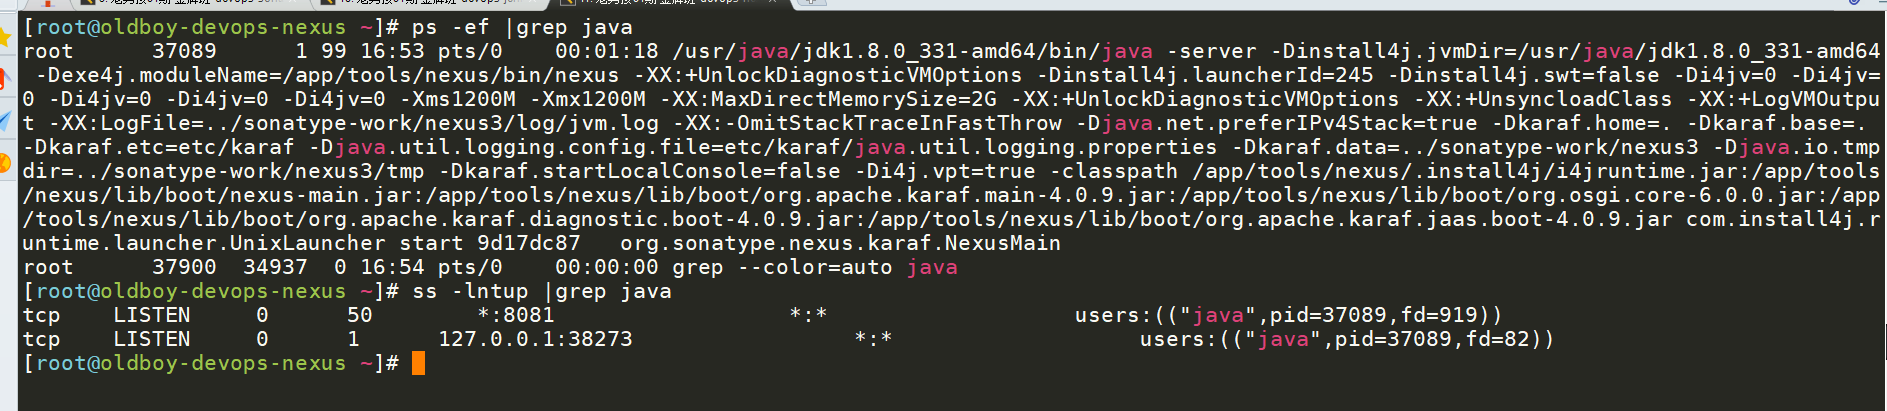 [root@oldboy-devops-nexus ~]# ps -ef |grep java
root      37089      1 99 16:53 pts/0    00:01:18 /usr/java/jdk1.8.0_331-amd64/bin/java -server -Dinstall4j.jvmDir=/usr/java/jdk1.8.0_331-amd64
 -Dexe4j.moduleName=/app/tools/nexus/bin/nexus -XX:+UnlockDiagnosticVMOptions -Dinstall4j.launcherId=245 -Dinstall4j.swt=false -Di4jv=0 -Di4jv=
0 -Di4jv=0 -Di4jv=0 -Di4jv=0 -Xms1200M -Xmx1200M -XX:MaxDirectMemorySize=2G -XX:+UnlockDiagnosticVMOptions -XX:+UnsyncloadClass -XX:+LogVMOutpu
t -XX:LogFile=../sonatype-work/nexus3/log/jvm.log -XX:-OmitStackTraceInFastThrow -Djava.net.preferIPv4Stack=true -Dkaraf.home=. -Dkaraf.base=.
-Dkaraf.etc=etc/karaf -Djava.util.logging.config.file=etc/karaf/java.util.logging.properties -Dkaraf.data=../sonatype-work/nexus3 -Djava.io.tmp
dir=../sonatype-work/nexus3/tmp -Dkaraf.startLocalConsole=false -Di4j.vpt=true -classpath /app/tools/nexus/.install4j/i4jruntime.jar:/app/tools
/nexus/lib/boot/nexus-main.jar:/app/tools/nexus/lib/boot/org.apache.karaf.main-4.0.9.jar:/app/tools/nexus/lib/boot/org.osgi.core-6.0.0.jar:/app
/tools/nexus/lib/boot/org.apache.karaf.diagnostic.boot-4.0.9.jar:/app/tools/nexus/lib/boot/org.apache.karaf.jaas.boot-4.0.9.jar com.install4j.r
untime.launcher.UnixLauncher start 9d17dc87   org.sonatype.nexus.karaf.NexusMain
root      37900  34937  0 16:54 pts/0    00:00:00 grep --color=auto java
[root@oldboy-devops-nexus ~]# ss -lntup |grep java
tcp    LISTEN     0      50        *:8081                  *:*                   users:(("java",pid=37089,fd=919))
tcp    LISTEN     0      1      127.0.0.1:38273                 *:*                   users:(("java",pid=37089,fd=82))
[root@oldboy-devops-nexus ~]#